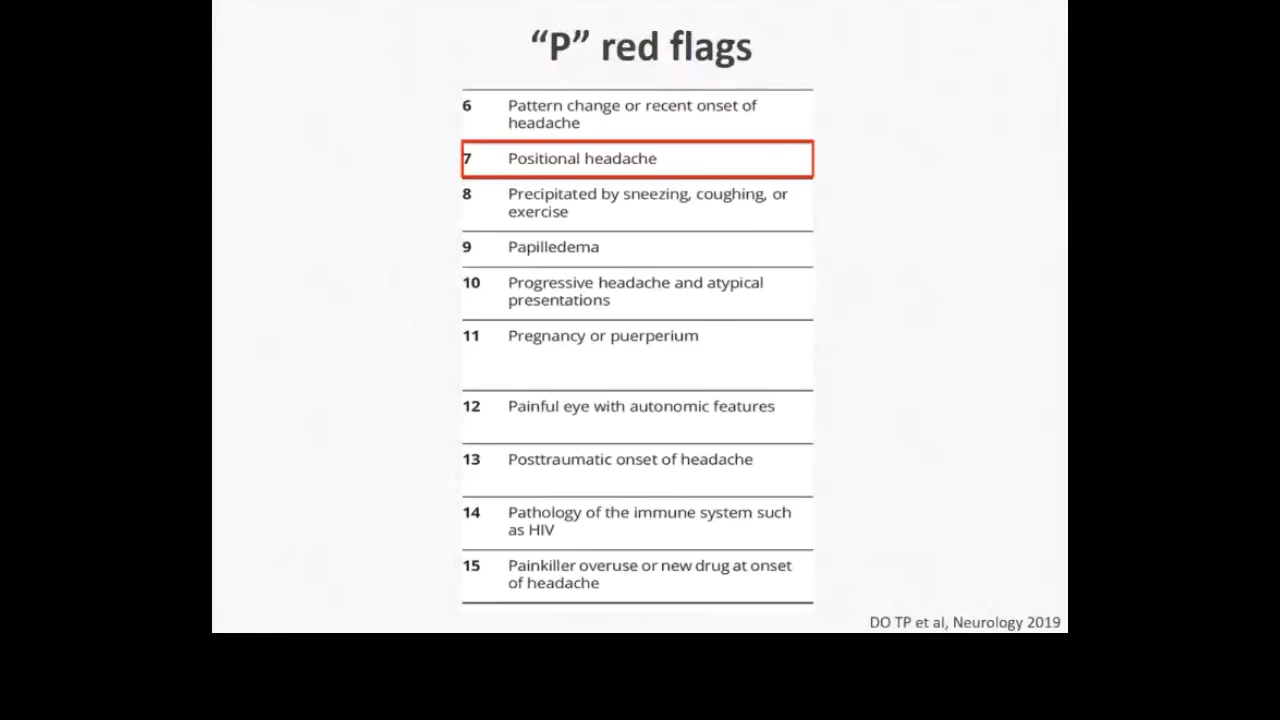 “P” red flags
6 Pattern change or recent onset of
headache
7 Positional headache
8 Precipitated by sneezing, coughing, or
exercise
9 Papilledema
10 Progressive headache and atypical
presentations
11 Pregnancy or puerperium
12 Painful eye with autonomic features
13 Posttraumatic onset of headache
14 Pathology of the immune system such
as HIV
15 Painkiller overuse or new drug at onset
of headache
DO TP et al, Neurology 2019